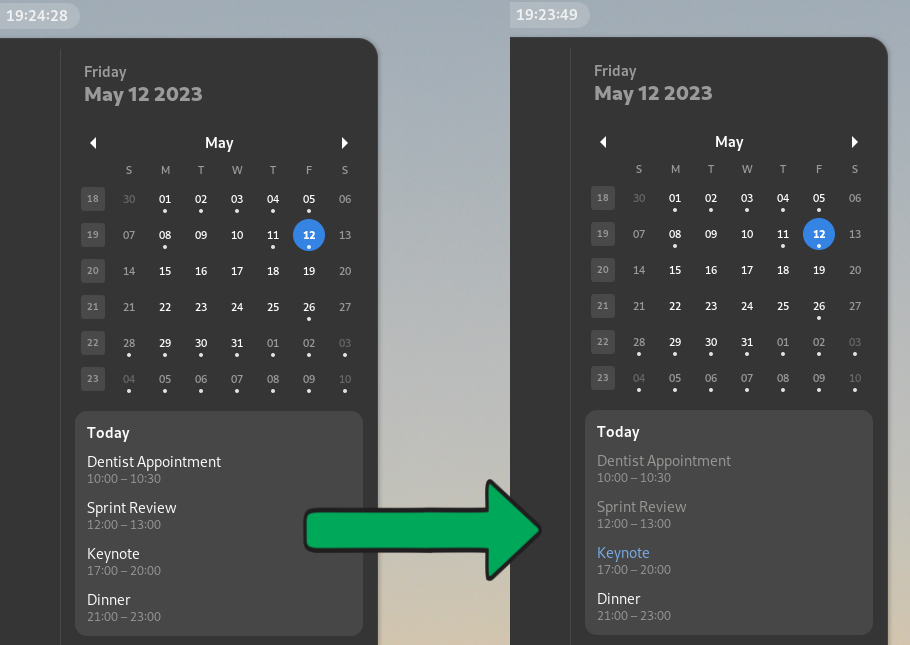 19:24:28
Friday
May 12 2023
May
S M T W T F S
18 30 01 02 03 04 05 06
19 07 08 09 10 11 12 13
20 14 15 16 17 18 19 20
21 21 22 23 24 25 26 27
22 28 29 30 31 01 02 03
23 04 05 06 07 08 09 10
Today
Dentist Appointment
10:00 – 10:30
Sprint Review
12:00 – 13:00
Keynote
17:00 – 20:00
Dinner
21:00 – 23:00
19:23:49
Friday
May 12 2023
May
S M T W T F S
18 30 01 02 03 04 05 06
19 07 08 09 10 11 12 13
20 14 15 16 17 18 19 20
21 21 22 23 24 25 26 27
22 28 29 30 31 01 02 03
23 04 05 06 07 08 09 10
Today
Dentist Appointment
10:00 – 10:30
Sprint Review
12:00 – 13:00
Keynote
17:00 – 20:00
Dinner
21:00 – 23:00